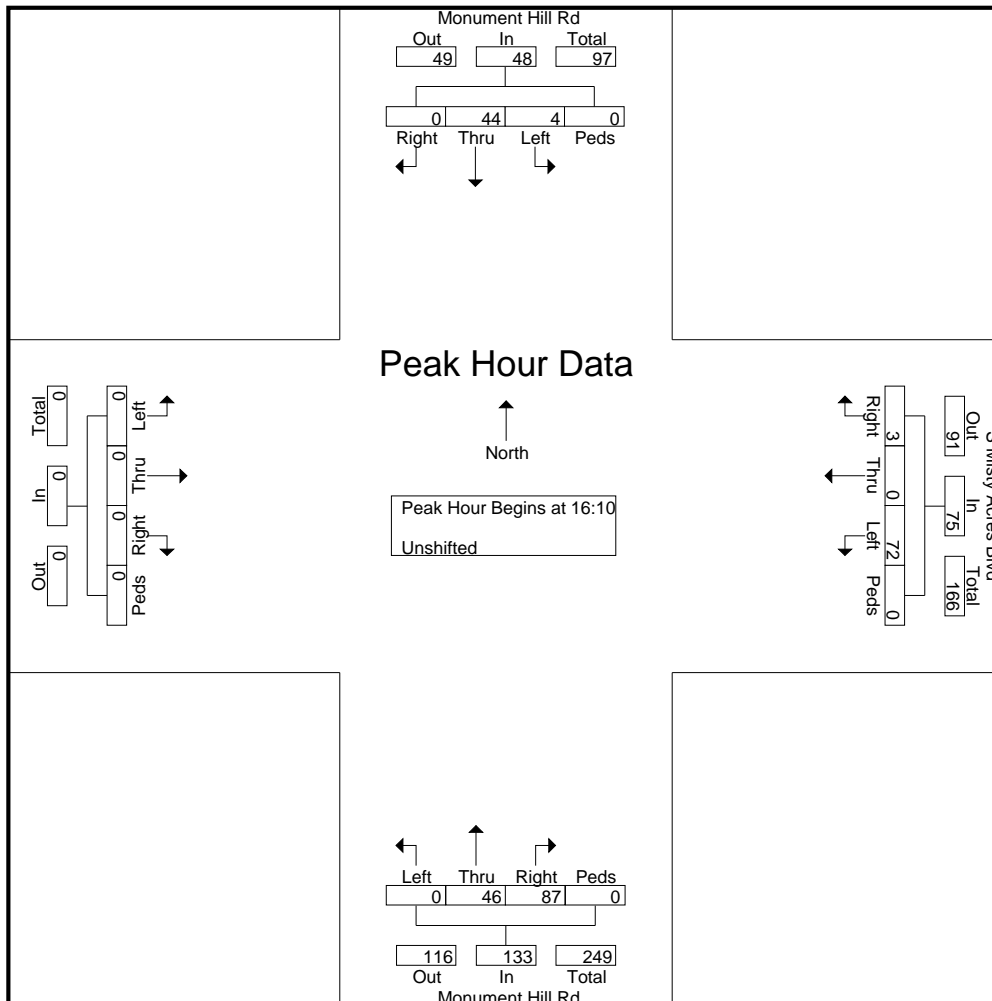 Monument Hill Rd
Out In Total
49 48 97
0 44 4 0
Right Thru Left Peds
Peak Hour Data
North
Peak Hour Begins at 16:10
Unshifted
Total In Out
0 0 0
0 0 0 0
Left Thru Right Peds
Right Thru Left Peds
3 0 72 0
Out In Total
91 75 166
S Misty Acres Blvd
Left Thru Right Peds
0 46 87 0
116 133 249
Out In Total
Monument Hill Rd